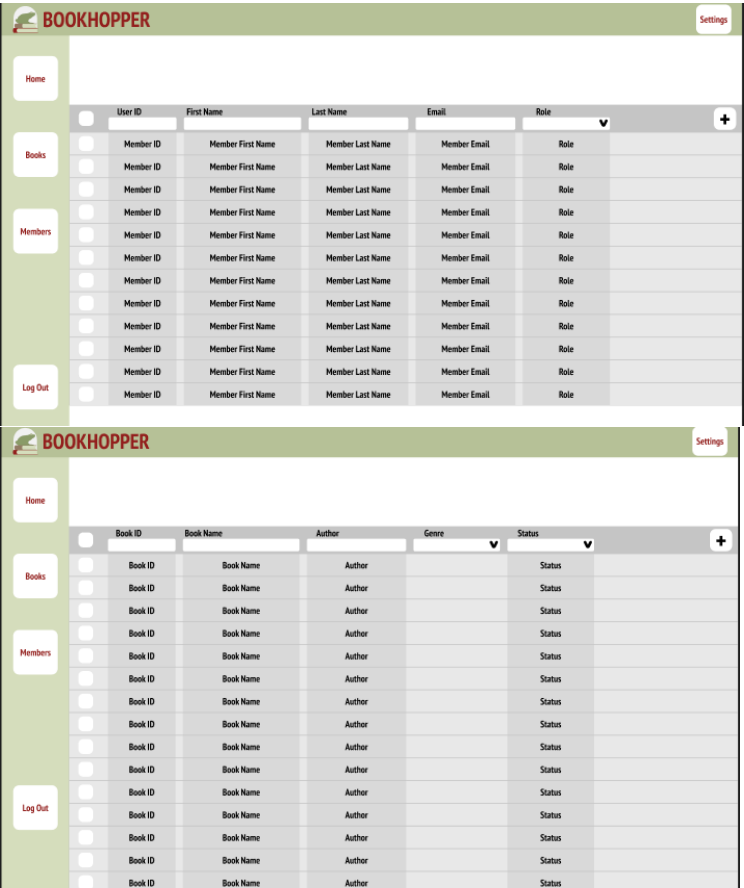 BOOKHOPPER Settings
Home
User ID First Name Last Name Email Role
+
Member ID Member First Name Member Last Name Member Email Role
Books
Member ID Member First Name Member Last Name Member Email Role
Member ID Member First Name Member Last Name Member Email Role
Member ID Member First Name Member Last Name Member Email Role
Members
Member ID Member First Name Member Last Name Member Email Role
Member ID Member First Name Member Last Name Member Email Role
Member ID Member First Name Member Last Name Member Email Role
Member ID Member First Name Member Last Name Member Email Role
Member ID Member First Name Member Last Name Member Email Role
Member ID Member First Name Member Last Name Member Email Role
Member ID Member First Name Member Last Name Member Email Role
Log Out
Member ID Member First Name Member Last Name Member Email Role
BOOKHOPPER Settings
Home
Book ID Book Name Author Genre Status
+
Book ID Book Name Author Status
Books
Book ID Book Name Author Status
Book ID Book Name Author Status
Book ID Book Name Author Status
Members
Book ID Book Name Author Status
Book ID Book Name Author Status
Book ID Book Name Author Status
Book ID Book Name Author Status
Book ID Book Name Author Status
Book ID Book Name Author Status
Book ID Book Name Author Status
Log Out
Book ID Book Name Author Status
Book ID Book Name Author Status
Book ID Book Name Author Status
Book ID Book Name Author Status